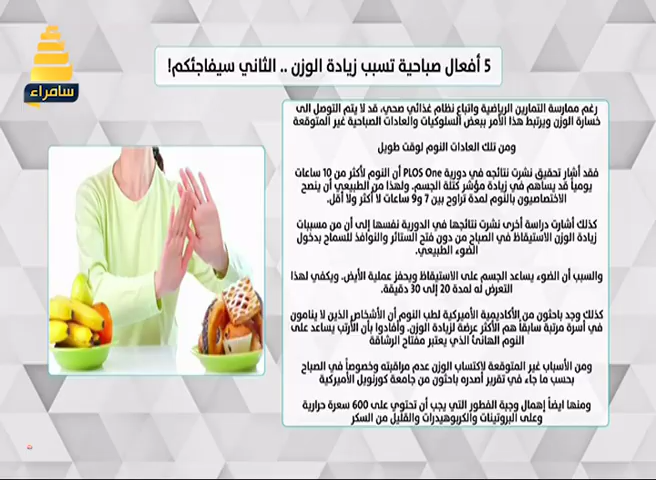 سامراء
5 أفعال صباحية تسبب زيادة الوزن .. الثاني سيفاجئكم!
رغم ممارسة التمارين الرياضية واتباع نظام غذائي صحي، قد لا يتم التوصل الى
خسارة الوزن ويرتبط هذا الأمر ببعض السلوكيات والعادات الصباحية غير المتوقعة
ومن تلك العادات النوم لوقت طويل
فقد أشار تحقيق نشرت نتائجه في دورية PLOS One أن النوم لأكثر من 10 ساعات
يومياً قد يساهم في زيادة مؤشر كتلة الجسم. ولهذا من الطبيعي أن ينصح
الاختصاصيون بالنوم لمدة تراوح بين 7 و9 ساعات لا أكثر ولا أقل.
كذلك أشارت دراسة أخرى نشرت نتائجها في الدورية نفسها إلى أن من مسببات
زيادة الوزن الاستيقاظ في الصباح من دون فتح الستائر والنوافذ للسماح بدخول
الضوء الطبيعي.
والسبب أن الضوء يساعد الجسم على الاستيقاظ ويحفز عملية الأيض. ويكفي لهذا
التعرض له لمدة 20 إلى 30 دقيقة.
كذلك وجد باحثون من الأكاديمية الأميركية لطب النوم أن الأشخاص الذين لا ينامون
في أسرة مرتبة سابقاً هم الأكثر عرضة لزيادة الوزن. وأفادوا بأن الأرتب يساعد على
النوم الهانئ الذي يعتبر مفتاح الرشاقة
ومن الأسباب غير المتوقعة لاكتساب الوزن عدم مراقبته وخصوصاً في الصباح
بحسب ما جاء في تقرير أصدره باحثون من جامعة كورنويل الأميركية
ومنها ايضاً إهمال وجبة الفطور التي يجب أن تحتوي على 600 سعرة حرارية
وعلى البروتينات والكربوهيدرات والقليل من السكر